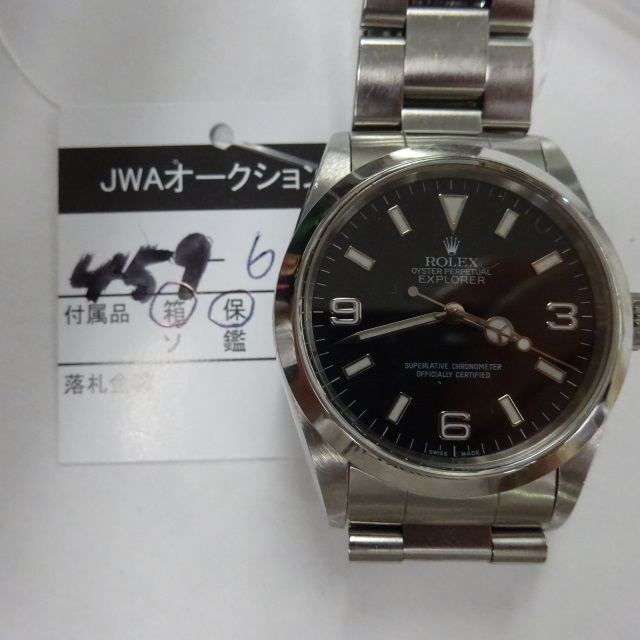 JWAオークション
459-6
付属品 箱 保
ソ 鑑
落札金
ROLEX
OYSTER PERPETUAL
EXPLORER
9 3
SUPERLATIVE CHRONOMETER
OFFICIALLY CERTIFIED
6
SWISS MADE